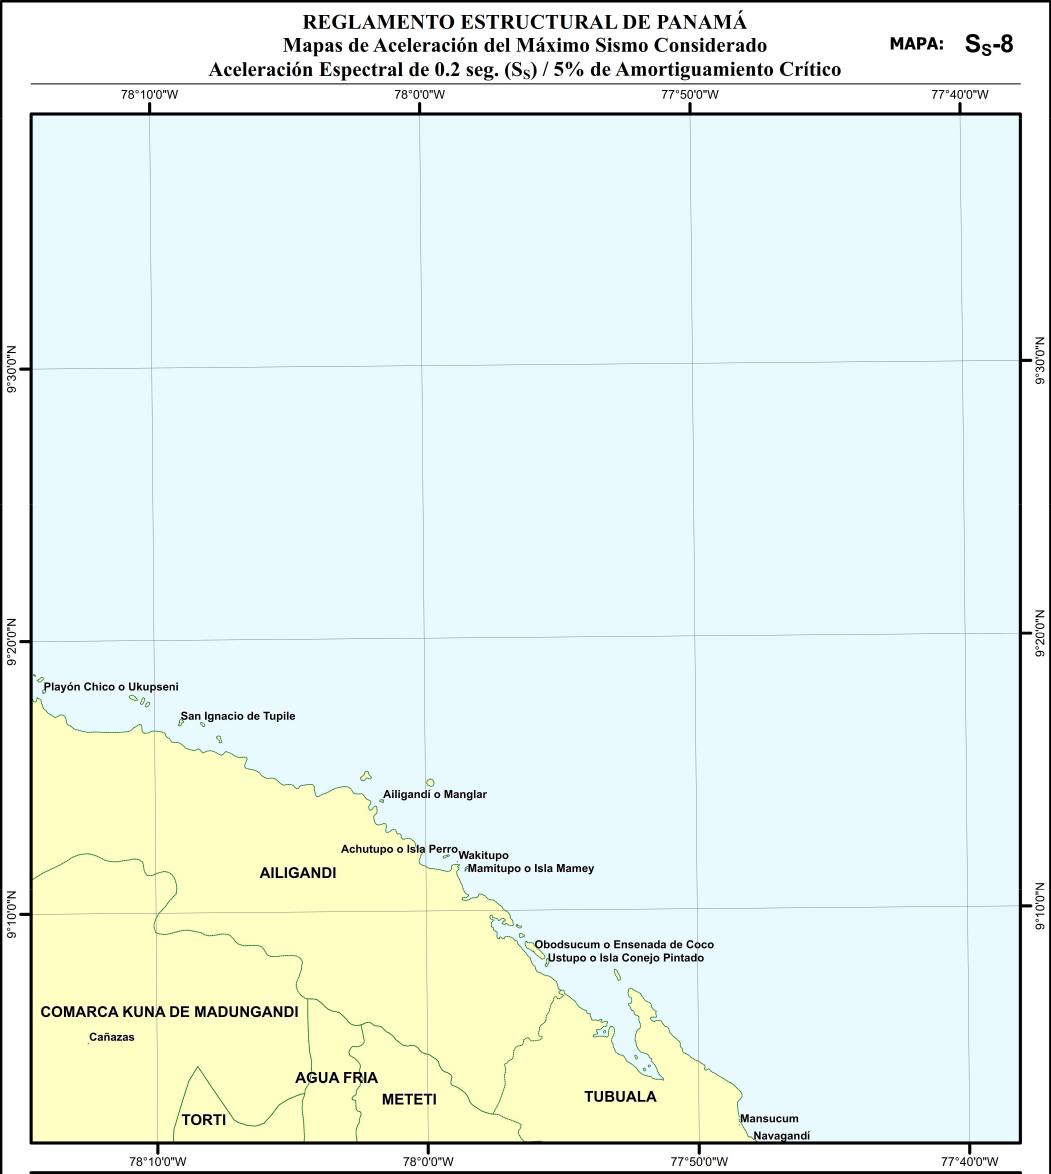 REGLAMENTO ESTRUCTURAL DE PANAMÁ
Mapas de Aceleración del Máximo Sismo Considerado
MAPA: SS-8
Aceleración Espectral de 0.2 seg. (SS) / 5% de Amortiguamiento Crítico
78°10'0"W 78°0'0"W 77°50'0"W 77°40'0"W
9°30'0"N 9°30'0"N
9°20'0"N 9°20'0"N
Playón Chico o Ukupseni
San Ignacio de Tupile
Ailigandí o Manglar
Achutupo o Isla Perro
Wakitupo
Mamitupo o Isla Mamey
AILIGANDI
9°10'0"N 9°10'0"N
Obodsucum o Ensenada de Coco
Ustupo o Isla Conejo Pintado
COMARCA KUNA DE MADUNGANDI
Cañazas
AGUA FRIA
METETI
TUBUALA
TORTI
Mansucum
Navagandí
78°10'0"W 78°0'0"W 77°50'0"W 77°40'0"W